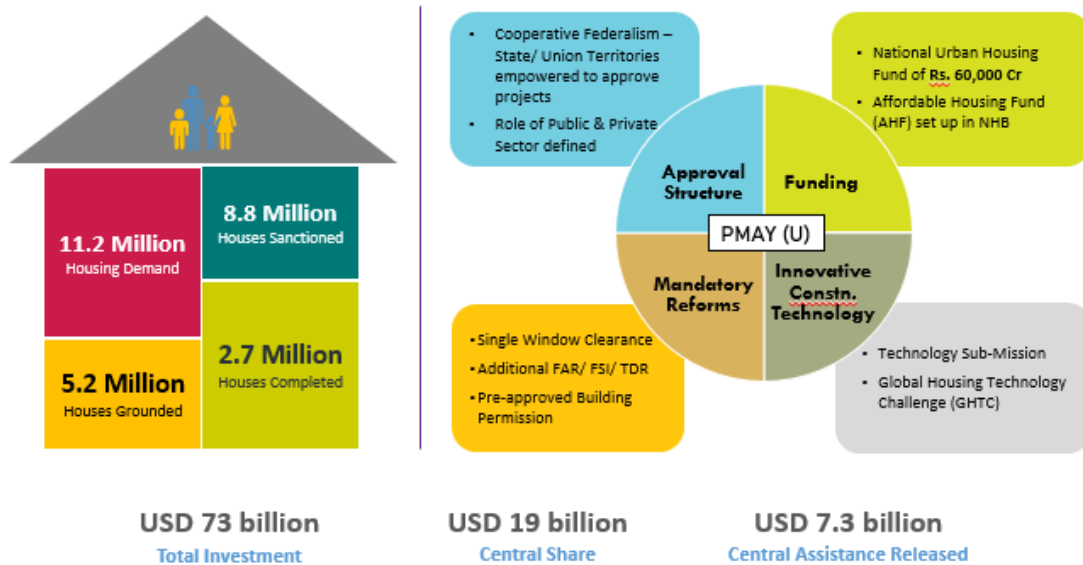 11.2 Million
Housing Demand
8.8 Million
Houses Sanctioned
5.2 Million
Houses Grounded
2.7 Million
Houses Completed
• Cooperative Federalism –
State/ Union Territories
empowered to approve
projects
• Role of Public & Private
Sector defined
• National Urban Housing
Fund of Rs. 60,000 Cr
• Affordable Housing Fund
(AHF) set up in NHB
Approval
Structure
Funding
PMAY (U)
Mandatory
Reforms
Innovative
Constn.
Technology
• Single Window Clearance
• Additional FAR/ FSI/ TDR
• Pre-approved Building
Permission
• Technology Sub-Mission
• Global Housing Technology
Challenge (GHTC)
USD 73 billion
Total Investment
USD 19 billion
Central Share
USD 7.3 billion
Central Assistance Released